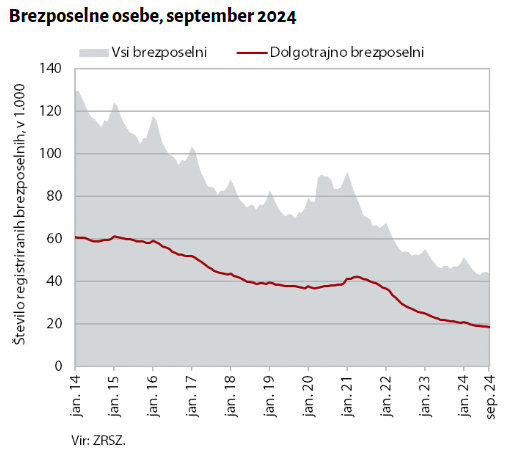 Brezposelne osebe, september 2024
Vsi brezposelni
Dolgotrajno brezposelni
Število registriranih brezposelnih, v 1.000
140
120
100
80
60
40
20
0
jan. 14
jan. 15
jan. 16
jan. 17
jan. 18
jan. 19
jan. 20
jan. 21
jan. 22
jan. 23
jan. 24
sep. 24
Vir: ZRSZ.